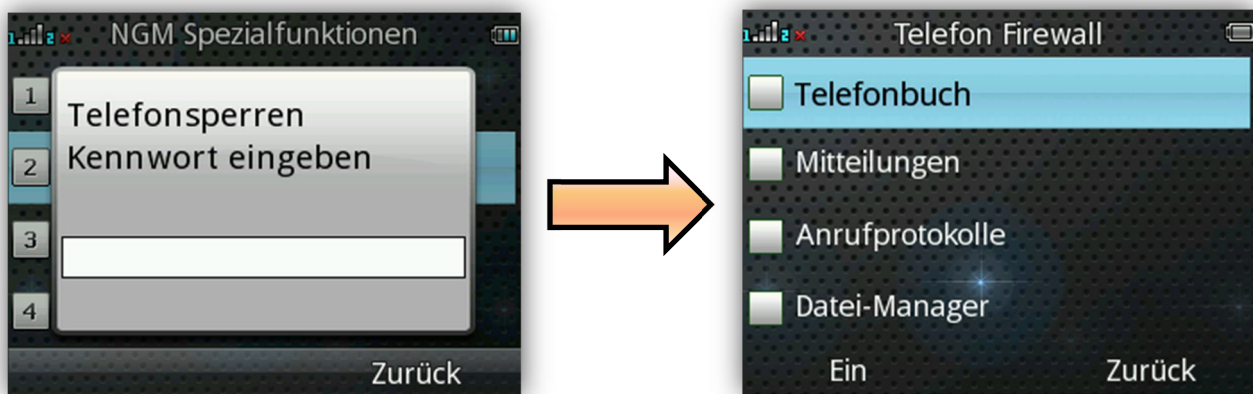 NGM Spezialfunktionen
1
2
3
4
Telefonsperren
Kennwort eingeben
Zurück
Telefon Firewall
Telefonbuch
Mitteilungen
Anrufprotokolle
Datei-Manager
Ein Zurück